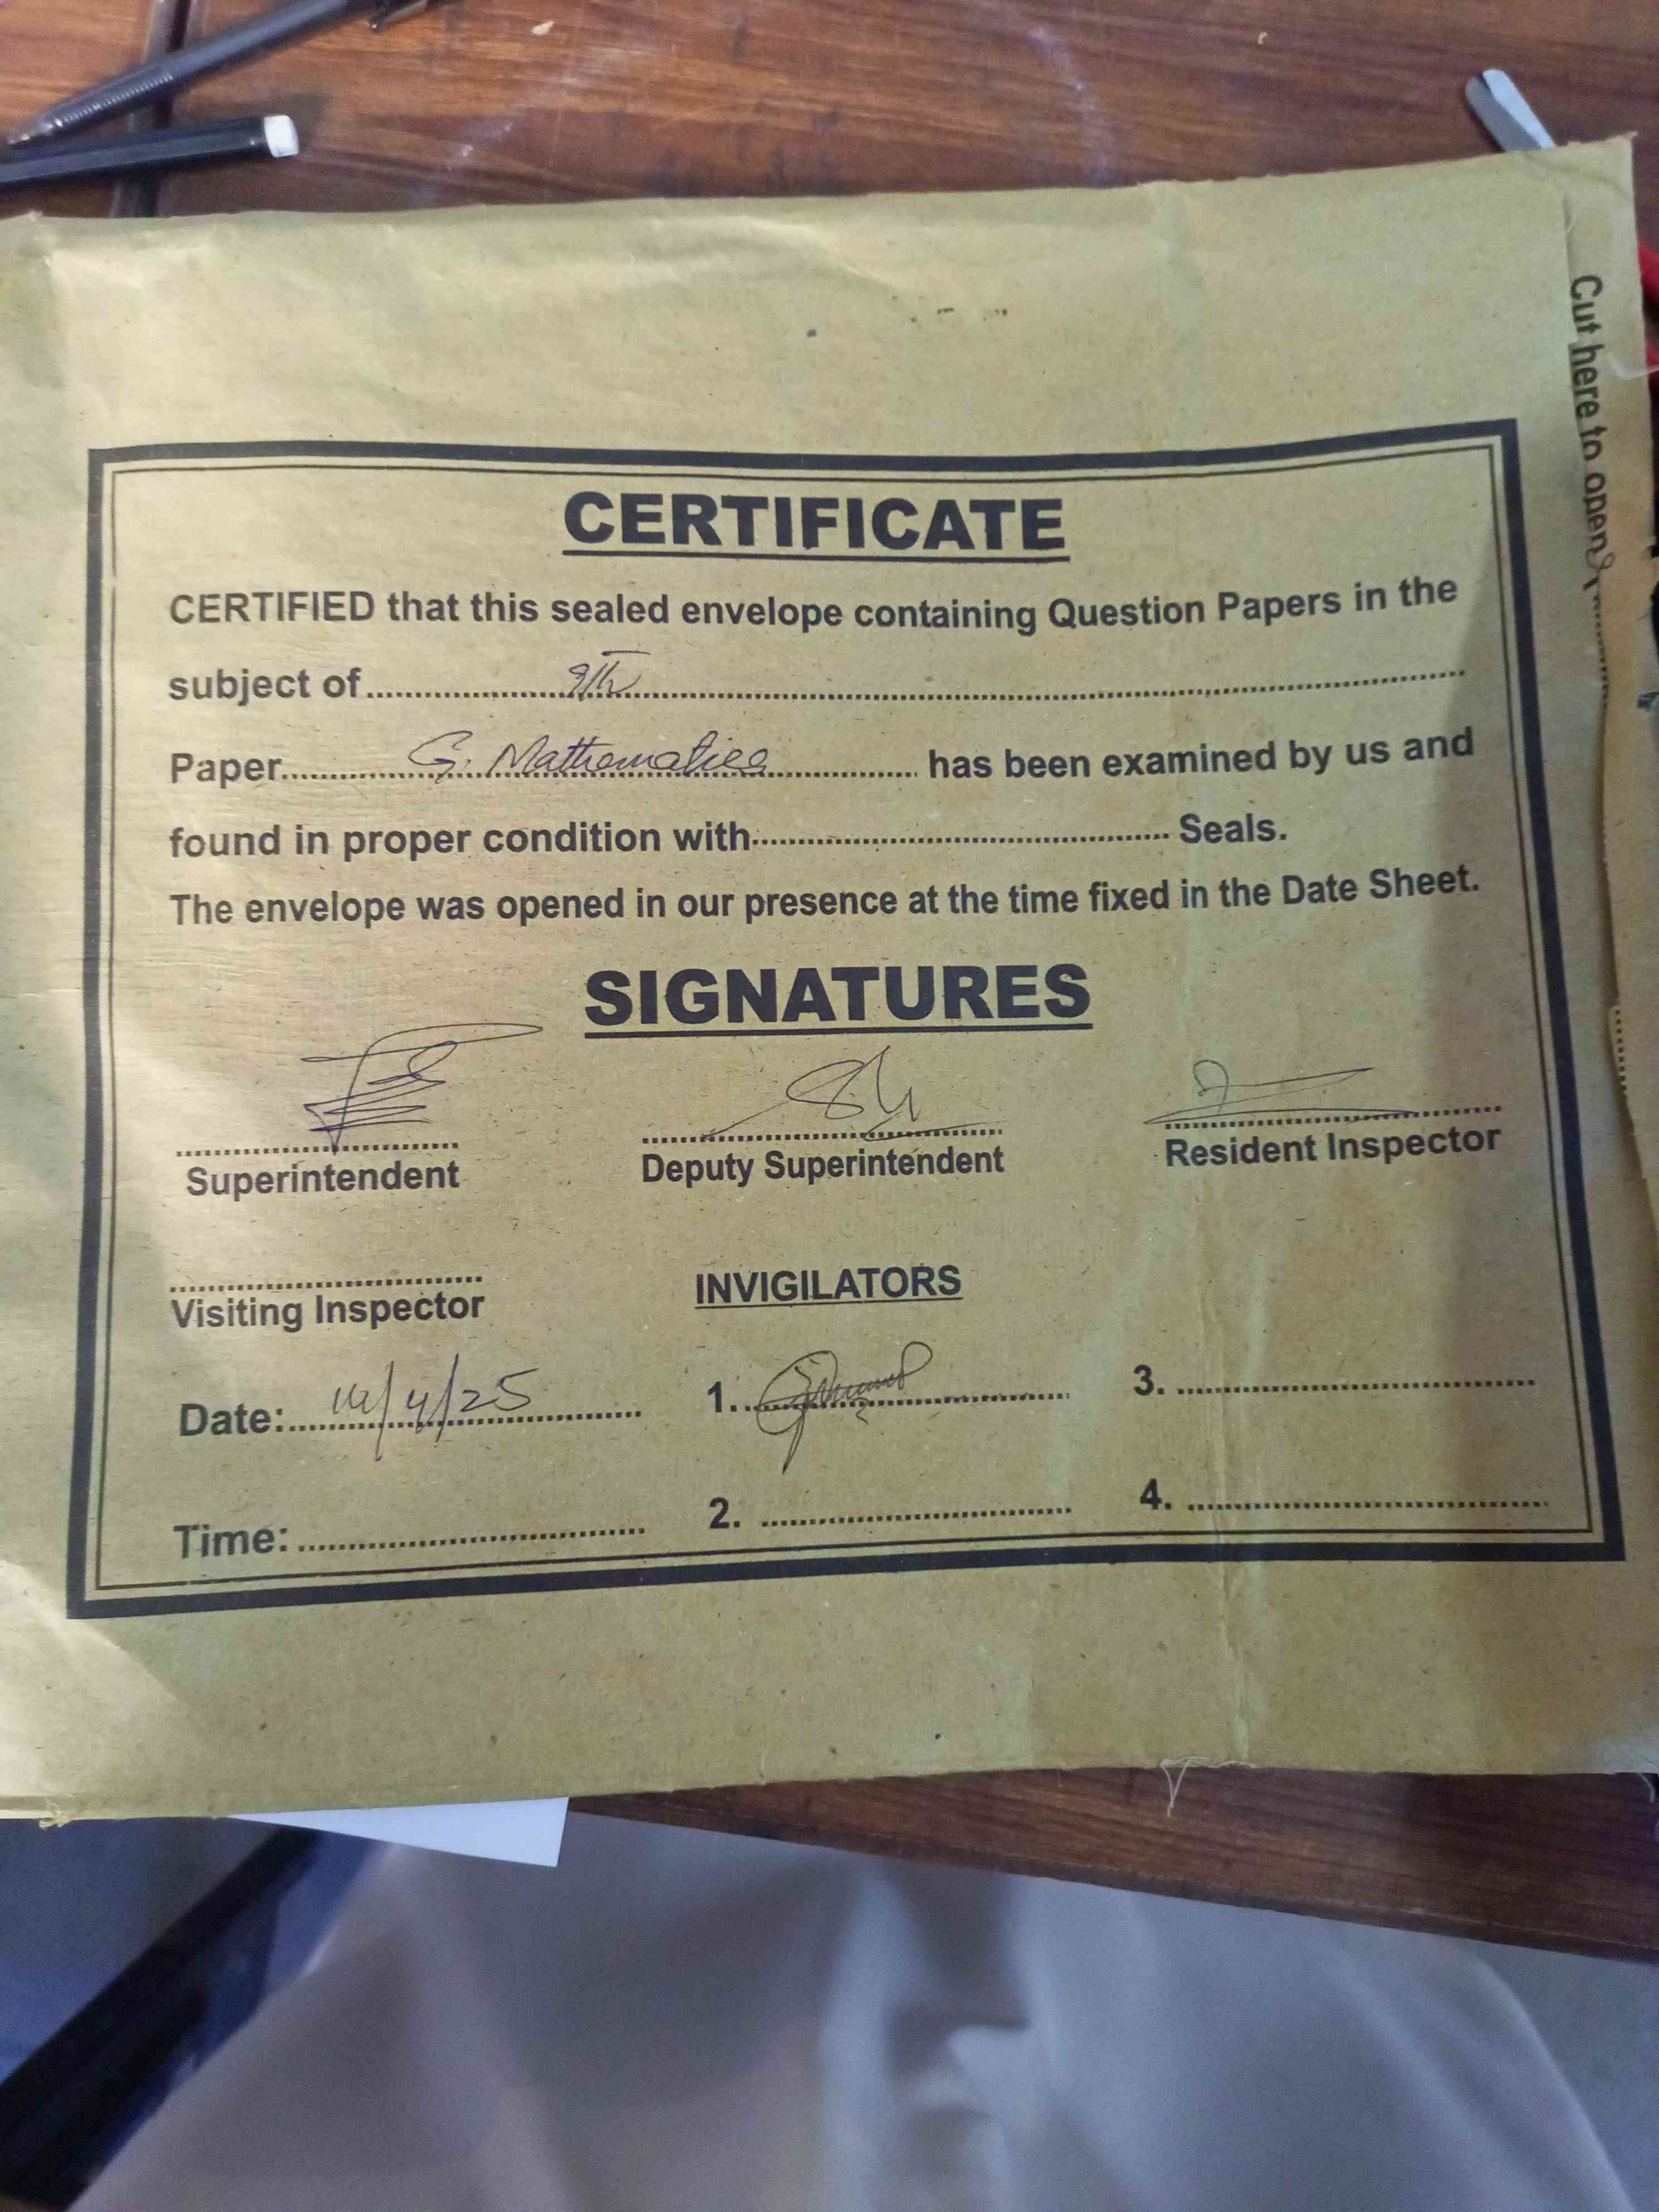 Cut here to open
CERTIFICATE
CERTIFIED that this sealed envelope containing Question Papers in the
subject of.......9th.......
Paper.......G. Mathematics....... has been examined by us and
found in proper condition with....... Seals.
The envelope was opened in our presence at the time fixed in the Date Sheet.
SIGNATURES
Superintendent Deputy Superintendent Resident Inspector
Visiting Inspector INVIGILATORS
Date:.......14/4/25....... 1........ 3. .......
Time: ....... 2. ....... 4. .......